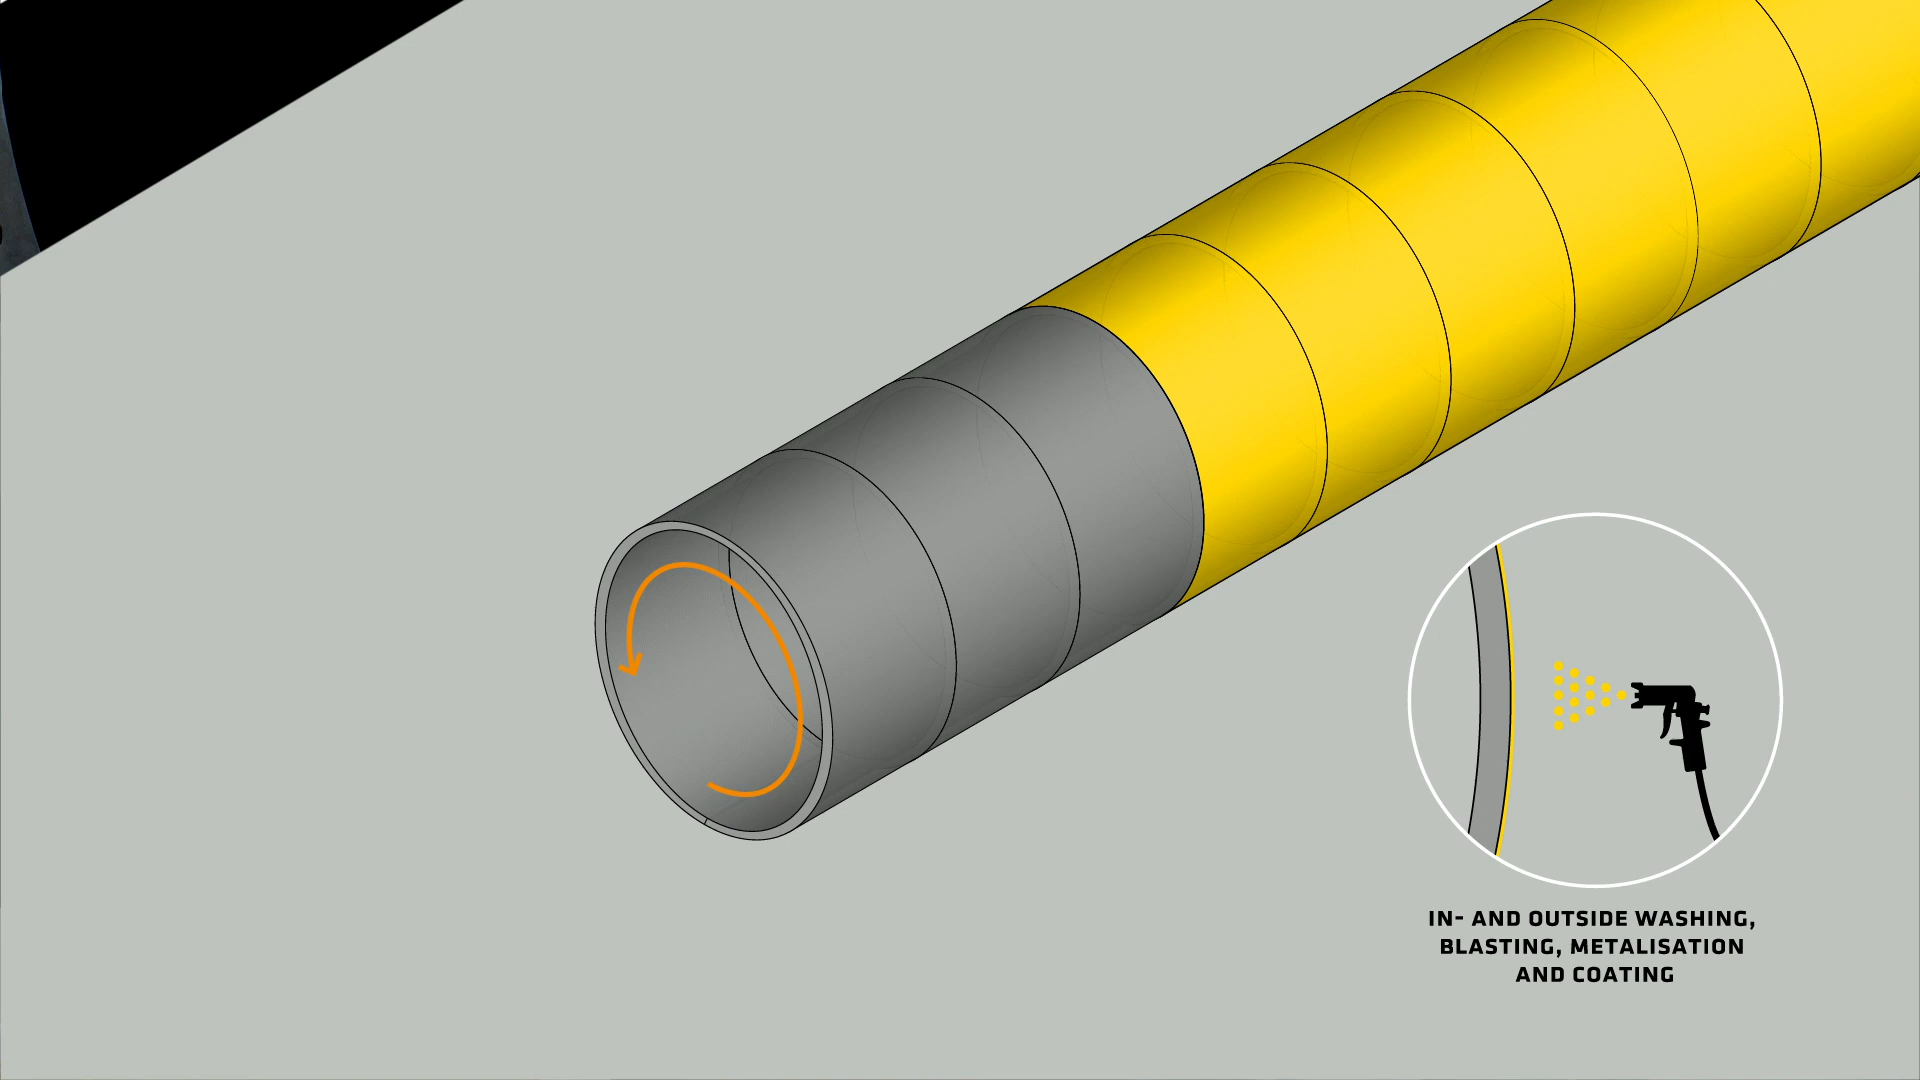 IN- AND OUTSIDE WASHING,
BLASTING, METALISATION
AND COATING